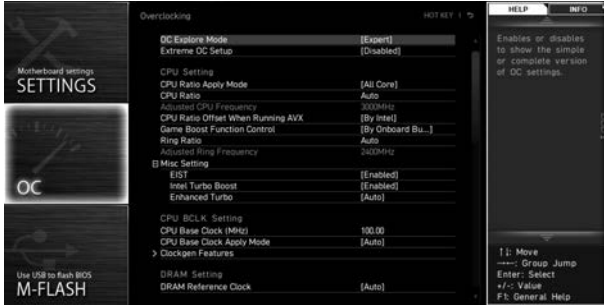 Motherboard settings
SETTINGS
OC
Use USB to flash BIOS
M-FLASH
Overclocking
HOT KEY
OC Explore Mode [Expert]
Extreme OC Setup [Disabled]
CPU Setting
CPU Ratio Apply Mode [All Core]
CPU Ratio Auto
Adjusted CPU Frequency 3000MHz
CPU Ratio Offset When Running AVX [By Intel]
Game Boost Function Control [By Onboard Bu...]
Ring Ratio Auto
Adjusted Ring Frequency 2400MHz
Misc Setting
EIST [Enabled]
Intel Turbo Boost [Enabled]
Enhanced Turbo [Auto]
CPU BCLK Setting
CPU Base Clock (MHz) 100.00
CPU Base Clock Apply Mode [Auto]
> Clockgen Features
DRAM Setting
DRAM Reference Clock [Auto]
HELP
INFO
Enables or disables
to show the simple
or complete version
of OC settings.
↑↓: Move
: Group Jump
Enter: Select
+/-: Value
F1: General Help